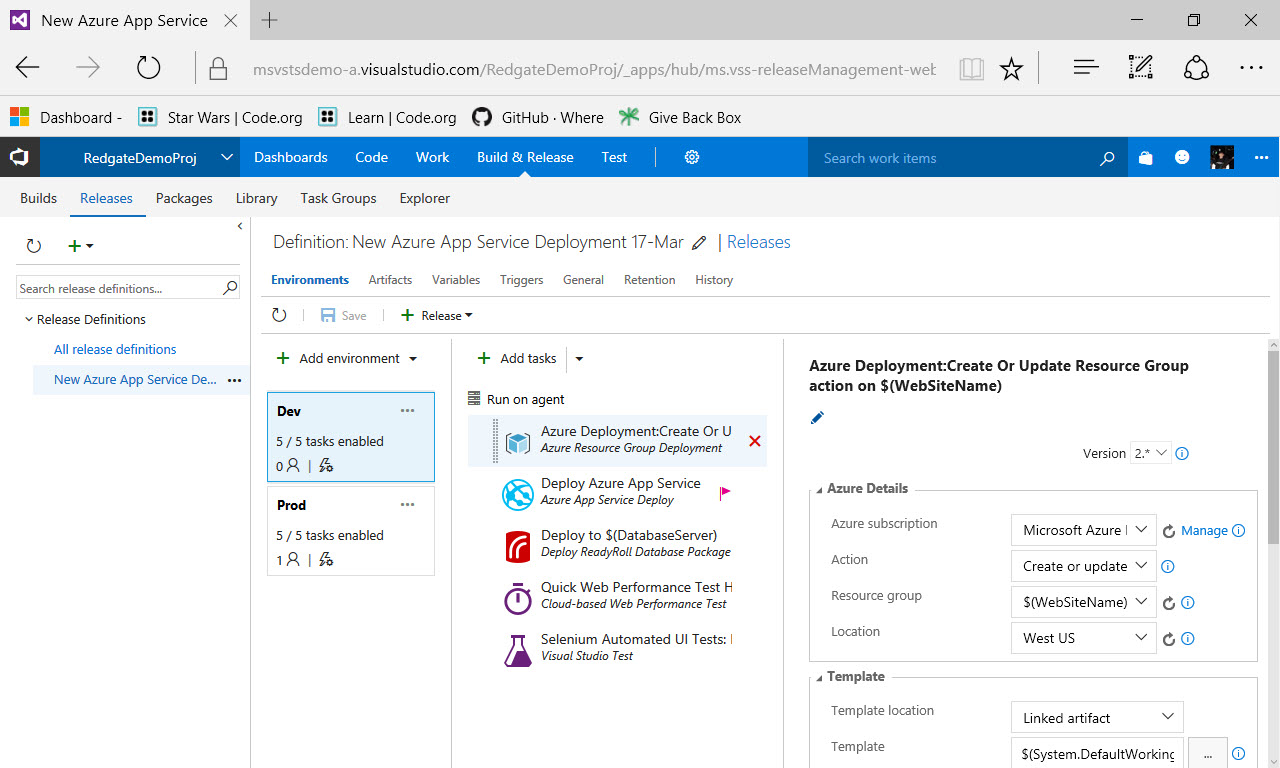 New Azure App Service
msvstsdemo-a.visualstudio.com/RedgateDemoProj/_apps/hub/ms.vss-releaseManagement-web
Dashboard - Star Wars | Code.org Learn | Code.org GitHub · Where Give Back Box
RedgateDemoProj Dashboards Code Work Build & Release Test Search work items
Builds Releases Packages Library Task Groups Explorer
Definition: New Azure App Service Deployment 17-Mar | Releases
Environments Artifacts Variables Triggers General Retention History
Search release definitions...
Save Release
Release Definitions
All release definitions
New Azure App Service De...
Add environment
Dev
5 / 5 tasks enabled
0
Prod
5 / 5 tasks enabled
1
Add tasks
Run on agent
Azure Deployment:Create Or U
Azure Resource Group Deployment
Deploy Azure App Service
Azure App Service Deploy
Deploy to $(DatabaseServer)
Deploy ReadyRoll Database Package
Quick Web Performance Test H
Cloud-based Web Performance Test
Selenium Automated UI Tests:
Visual Studio Test
Azure Deployment:Create Or Update Resource Group
action on $(WebSiteName)
Version 2.*
Azure Details
Azure subscription Microsoft Azure Manage
Action Create or update
Resource group $(WebSiteName)
Location West US
Template
Template location Linked artifact
Template $(System.DefaultWorking ...